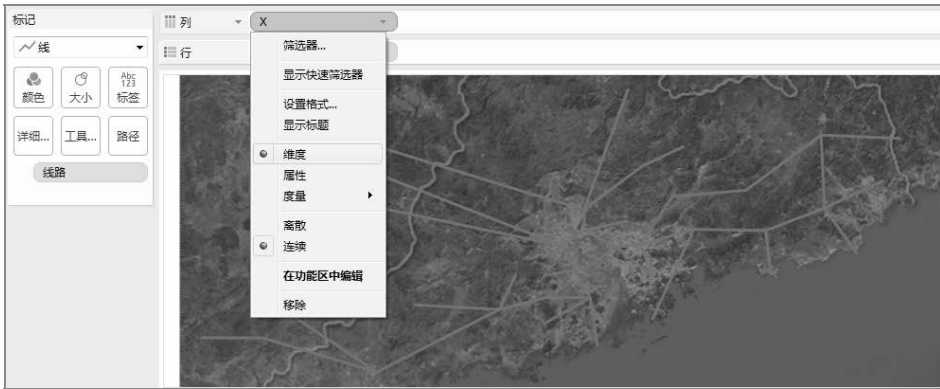 标记
线
颜色
大小
Abc
123
标签
详细...
工具...
路径
线路
列
X
行
筛选器...
显示快速筛选器
设置格式...
显示标题
维度
属性
度量
离散
连续
在功能区中编辑
移除